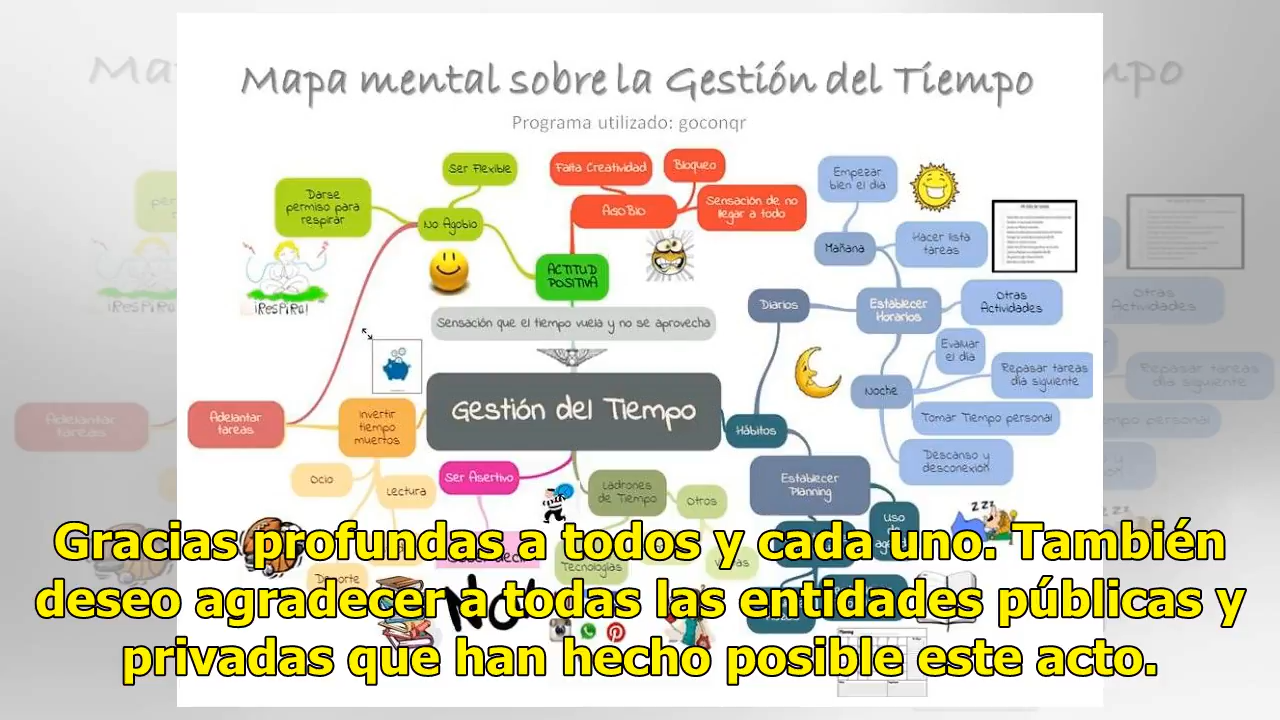 Mapa mental sobre la Gestión del Tiempo
Programa utilizado: goconqr
Ser Flexible
Falta Creatividad
Bloqueo
Empezar
bien el día
Darse
permiso para
respirar
No Agobio
Agobio
Sensación de no
llegar a todo
Mañana
Hacer lista
tareas
¡ResPiRa!
ACTITUD
POSITIVA
Diarios
Establecer
Horarios
Otras
Actividades
Sensación que el tiempo vuela y no se aprovecha
Evaluar
el día
Repasar tareas
día siguiente
Noche
Adelantar
tareas
Invertir
tiempo
muertos
Gestión del Tiempo
Hábitos
Tomar Tiempo personal
Descanso y
desconexión
Ocio
Lectura
Ser Asertivo
Ladrones
de Tiempo
Otros
Establecer
Planning
Uso
zzz
Tecnologías
No!
Gracias profundas a todos y cada uno. También
deseo agradecer a todas las entidades públicas y
privadas que han hecho posible este acto.